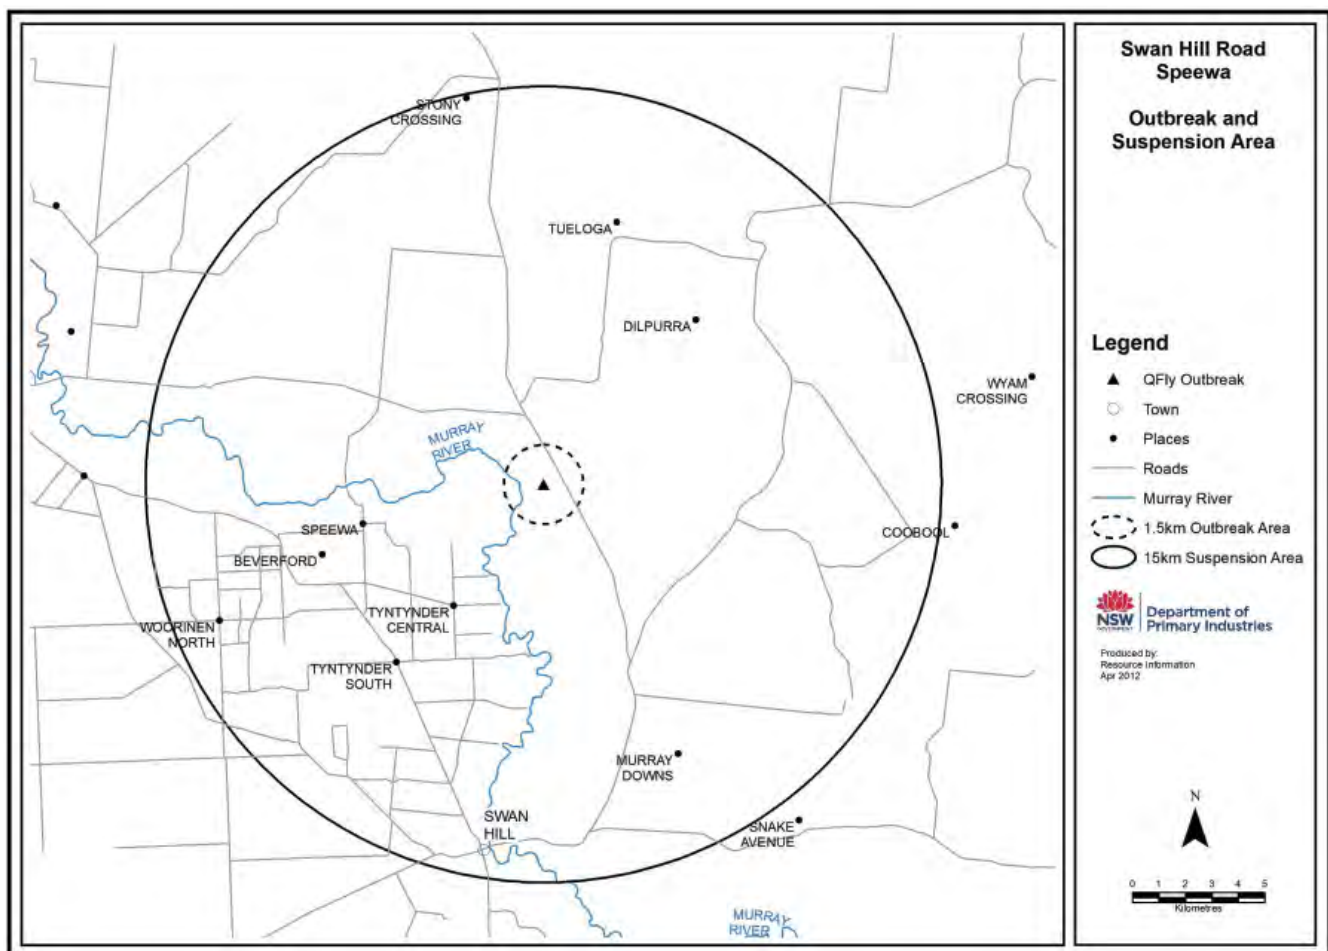 Swan Hill Road
Speewa
Outbreak and
Suspension Area
STONY
CROSSING
TUELOGA
DILPURRA
WYAM
CROSSING
MURRAY
RIVER
SPEEWA
BEVERFORD
COOBOOL
TYNTYNDER
CENTRAL
WOORINEN
NORTH
TYNTYNDER
SOUTH
MURRAY
DOWNS
SWAN
HILL
SNAKE
AVENUE
MURRAY
RIVER
Legend
QFly Outbreak
Town
Places
Roads
Murray River
1.5km Outbreak Area
15km Suspension Area
NSW
GOVERNMENT
Department of
Primary Industries
Produced by:
Resource Information
Apr 2012
N
0 1 2 3 4 5
Kilometres